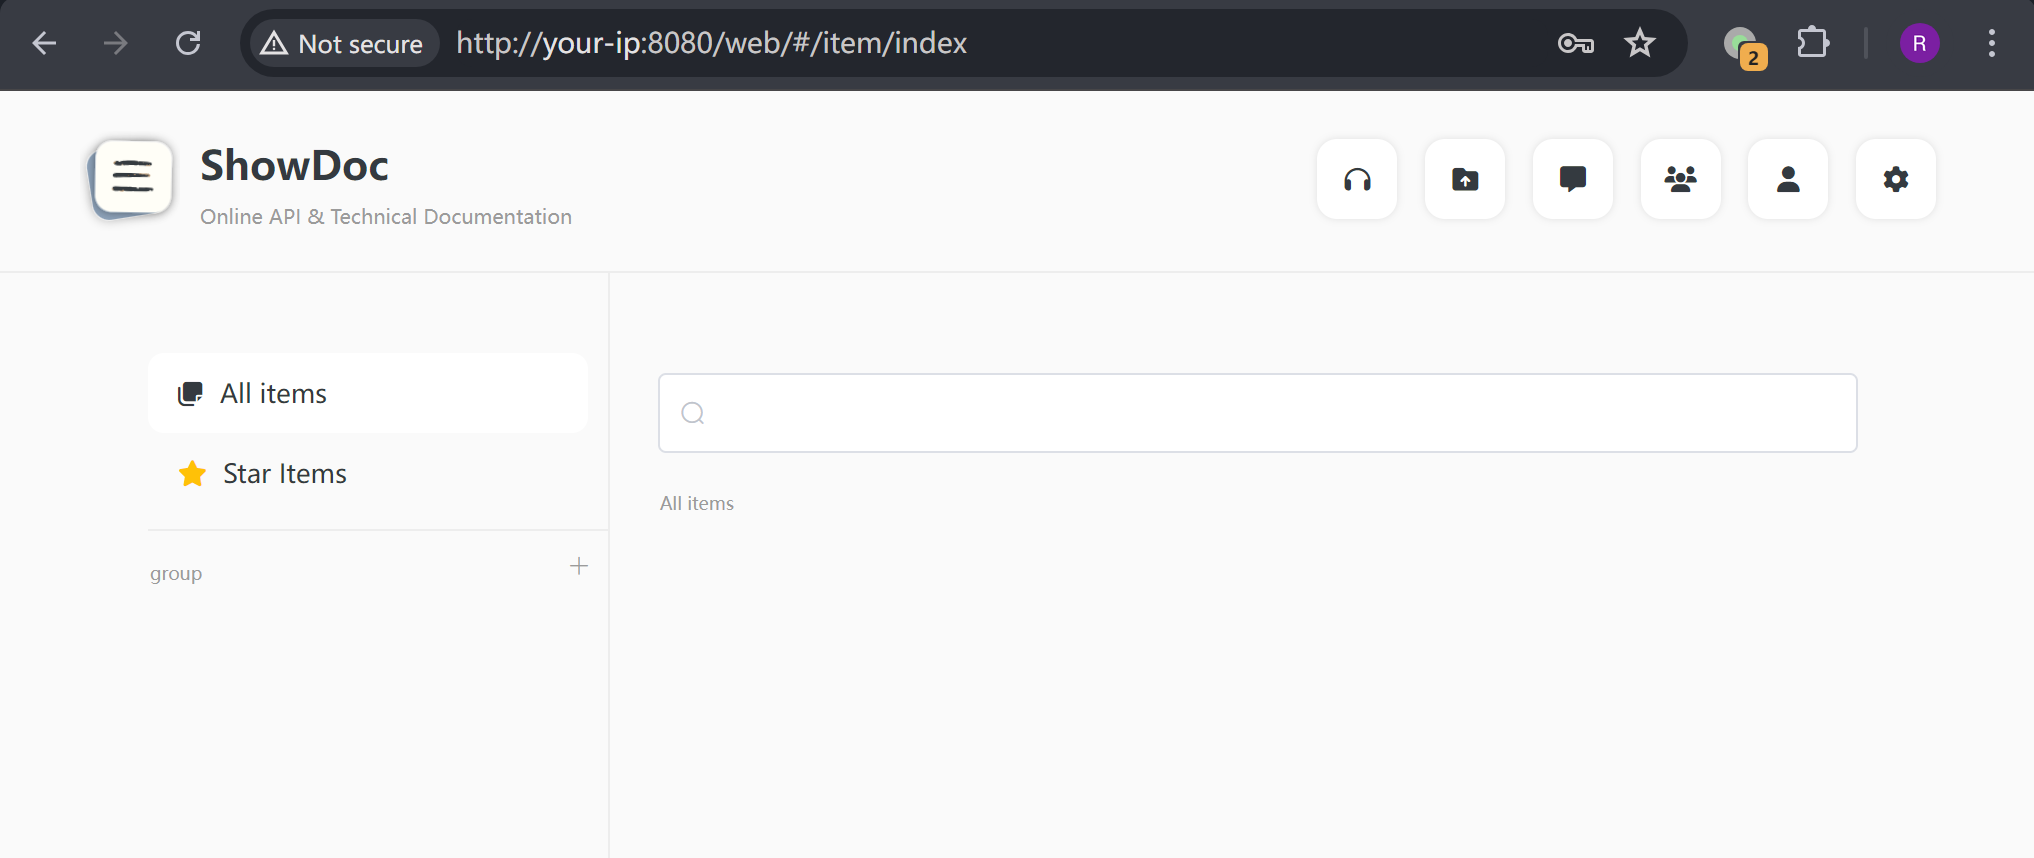 Not secure
http://your-ip:8080/web/#/item/index
2
R
ShowDoc
Online API & Technical Documentation
All items
Star Items
group
All items